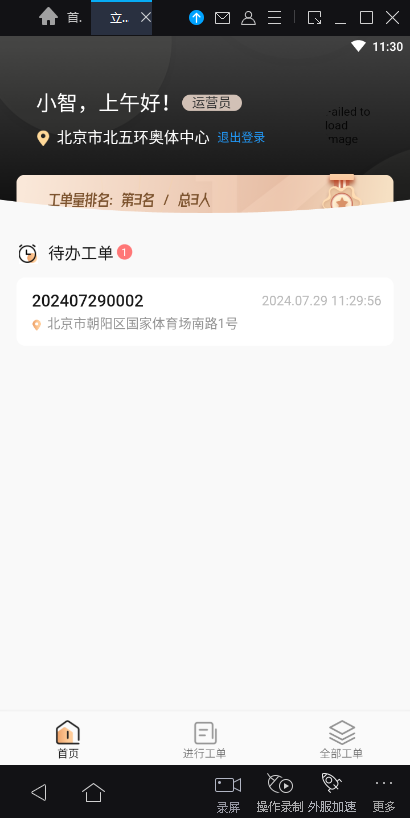 首.
立..
11:30
小智，上午好！ 运营员
北京市北五环奥体中心 退出登录
ailed to
load
mage
工单量排名: 第3名 / 总3人
待办工单 1
202407290002 2024.07.29 11:29:56
北京市朝阳区国家体育场南路1号
首页 进行工单 全部工单
录屏 操作录制 外服加速 更多